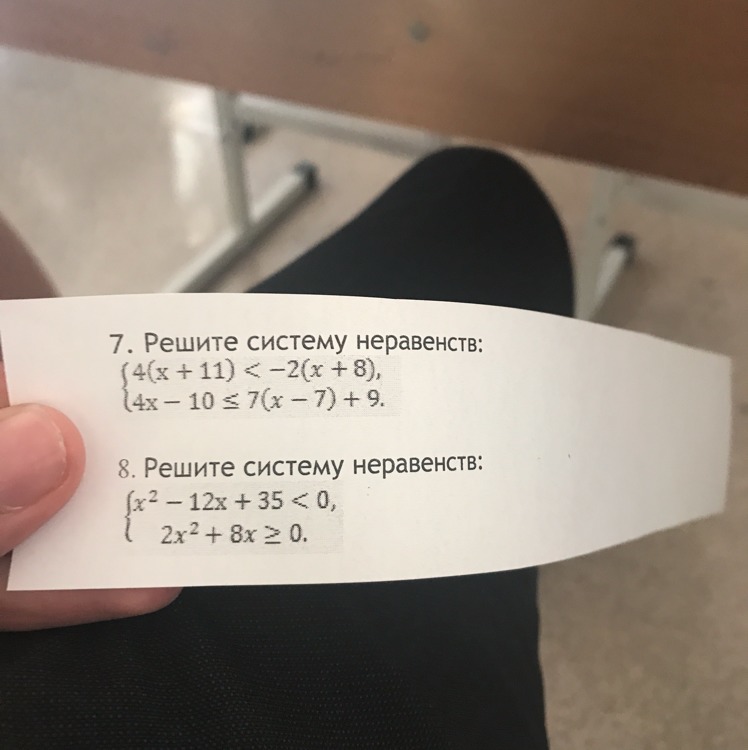 7. Решите систему неравенств:
{4(x + 11) < −2(x + 8),
4x − 10 ≤ 7(x − 7) + 9.
8. Решите систему неравенств:
{x² − 12x + 35 < 0,
2x² + 8x ≥ 0.